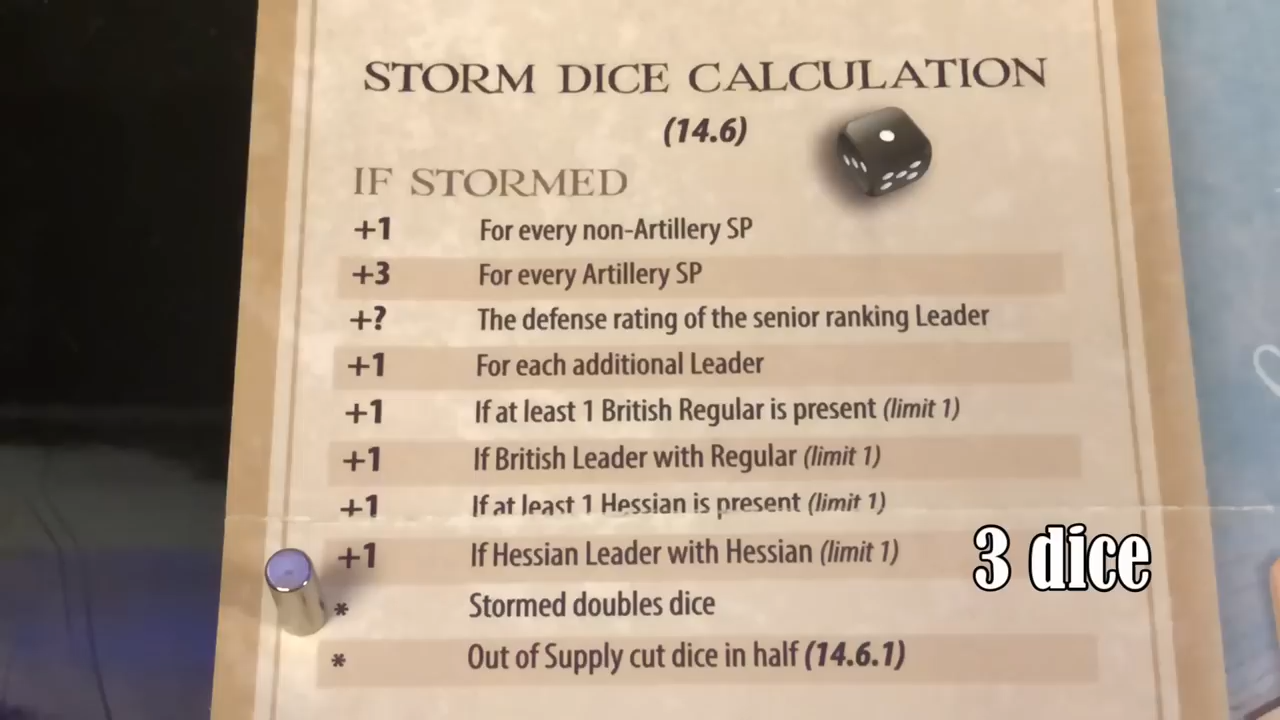 STORM DICE CALCULATION
(14.6)
IF STORMED
+1 For every non-Artillery SP
+3 For every Artillery SP
+? The defense rating of the senior ranking Leader
+1 For each additional Leader
+1 If at least 1 British Regular is present (limit 1)
+1 If British Leader with Regular (limit 1)
+1 If at least 1 Hessian is present (limit 1)
+1 If Hessian Leader with Hessian (limit 1)
3 dice
* Stormed doubles dice
* Out of Supply cut dice in half (14.6.1)